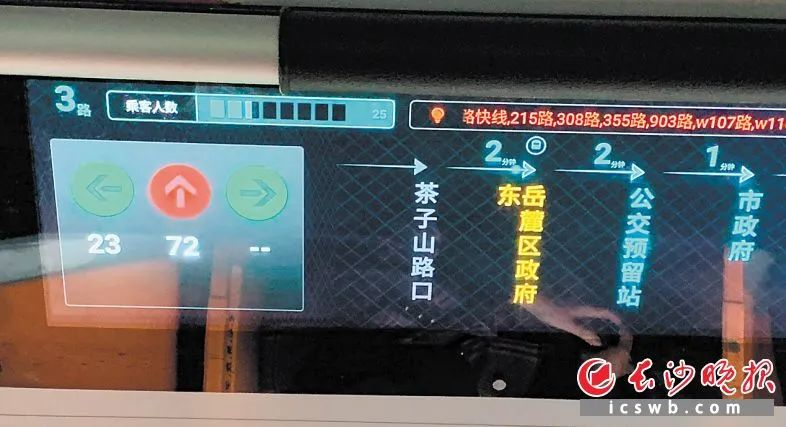 3路
乘客人数
25
路快线,215路,308路,355路,903路,w107路,w11
23
72
--
茶子山路口
2分钟
岳麓区政府东
2分钟
公交预留站
1分钟
市政府
长沙晚报
icswb.com